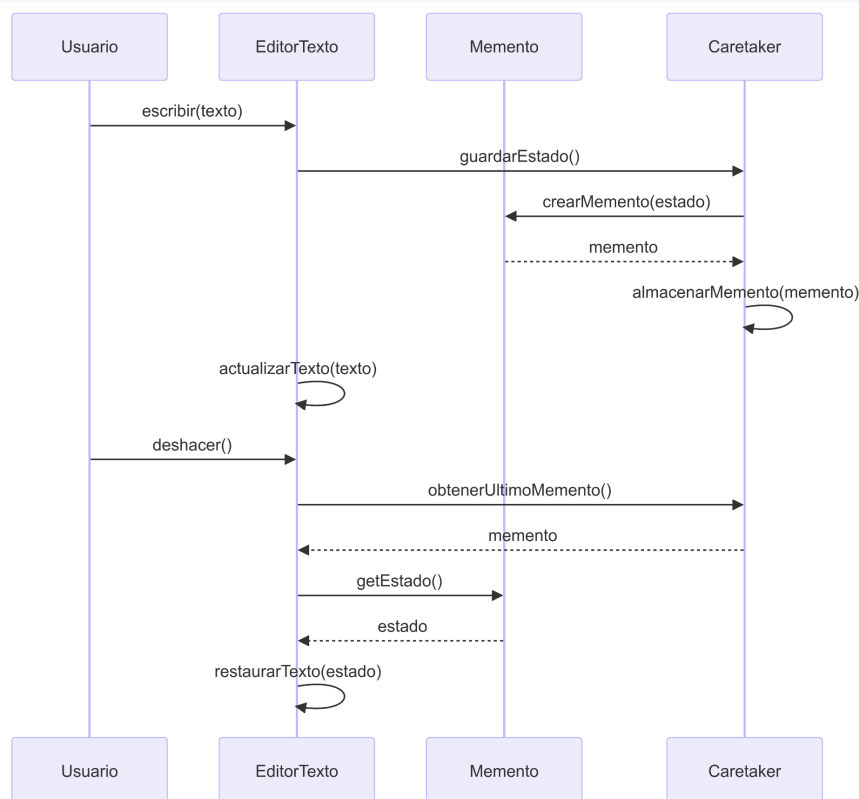 Usuario
EditorTexto
Memento
Caretaker
escribir(texto)
guardarEstado()
crearMemento(estado)
memento
almacenarMemento(memento)
actualizarTexto(texto)
deshacer()
obtenerUltimoMemento()
memento
getEstado()
estado
restaurarTexto(estado)
Usuario
EditorTexto
Memento
Caretaker